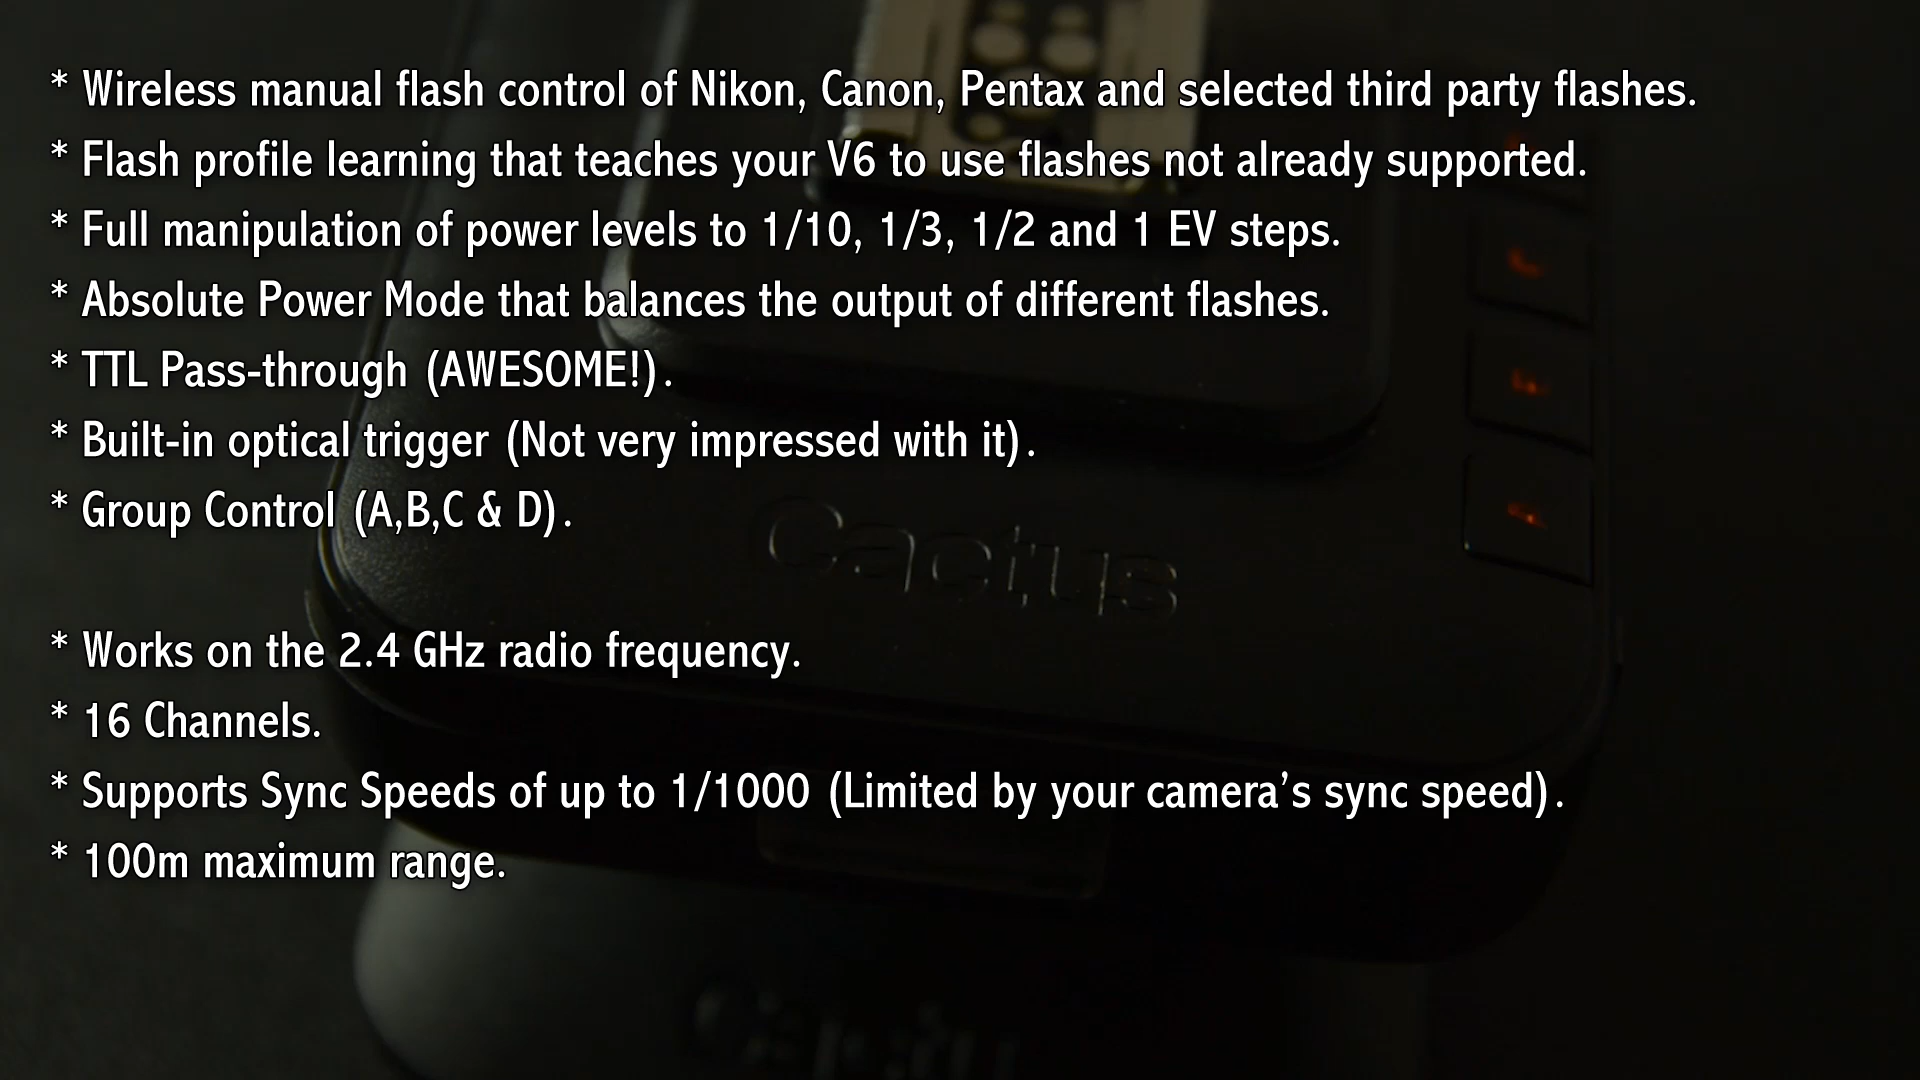 * Wireless manual flash control of Nikon, Canon, Pentax and selected third party flashes.
* Flash profile learning that teaches your V6 to use flashes not already supported.
* Full manipulation of power levels to 1/10, 1/3, 1/2 and 1 EV steps.
* Absolute Power Mode that balances the output of different flashes.
* TTL Pass-through (AWESOME!).
* Built-in optical trigger (Not very impressed with it).
* Group Control (A,B,C & D).
Cactus
* Works on the 2.4 GHz radio frequency.
* 16 Channels.
* Supports Sync Speeds of up to 1/1000 (Limited by your camera’s sync speed).
* 100m maximum range.